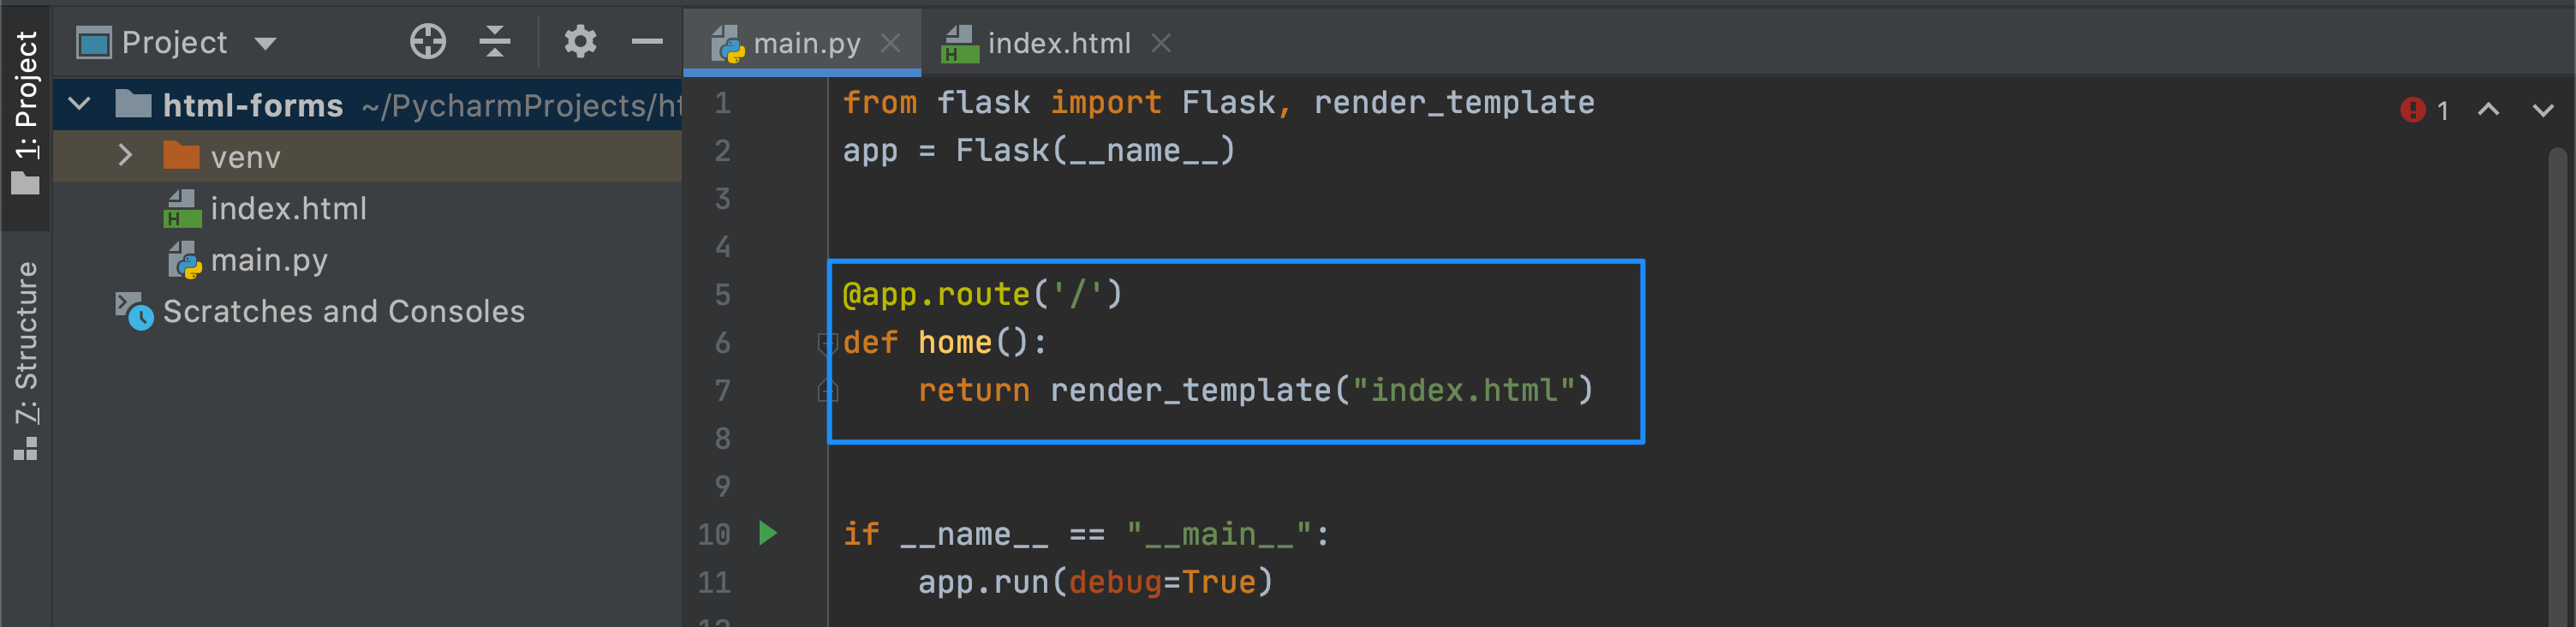 Project
main.py
index.html
1: Project
7: Structure
html-forms ~/PycharmProjects/ht
venv
index.html
main.py
Scratches and Consoles
1
1 from flask import Flask, render_template
2 app = Flask(__name__)
3
4
5 @app.route('/')
6 def home():
7 return render_template("index.html")
8
9
10 if __name__ == "__main__":
11 app.run(debug=True)